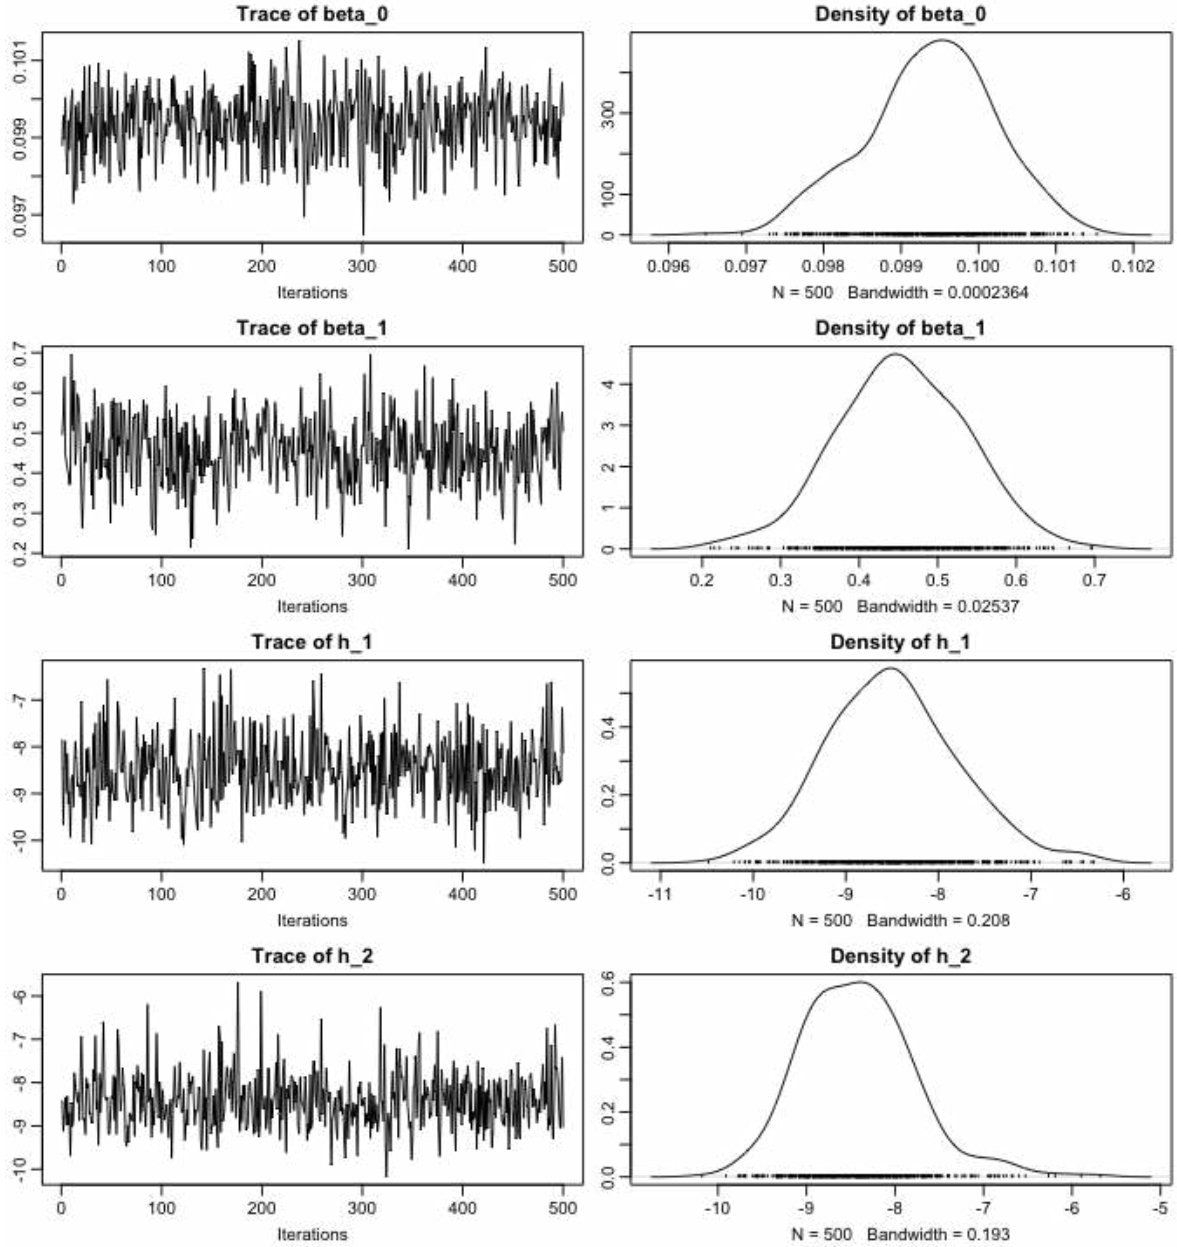 Trace of beta_0
0.097 0.099 0.101
0 100 200 300 400 500
Iterations
Density of beta_0
0 100 300
0.096 0.097 0.098 0.099 0.100 0.101 0.102
N = 500 Bandwidth = 0.0002364
Trace of beta_1
0.2 0.3 0.4 0.5 0.6 0.7
0 100 200 300 400 500
Iterations
Density of beta_1
0 1 2 3 4
0.2 0.3 0.4 0.5 0.6 0.7
N = 500 Bandwidth = 0.02537
Trace of h_1
-10 -9 -8 -7
0 100 200 300 400 500
Iterations
Density of h_1
0.0 0.2 0.4
-11 -10 -9 -8 -7 -6
N = 500 Bandwidth = 0.208
Trace of h_2
-10 -9 -8 -7 -6
0 100 200 300 400 500
Iterations
Density of h_2
0.0 0.2 0.4 0.6
-10 -9 -8 -7 -6 -5
N = 500 Bandwidth = 0.193